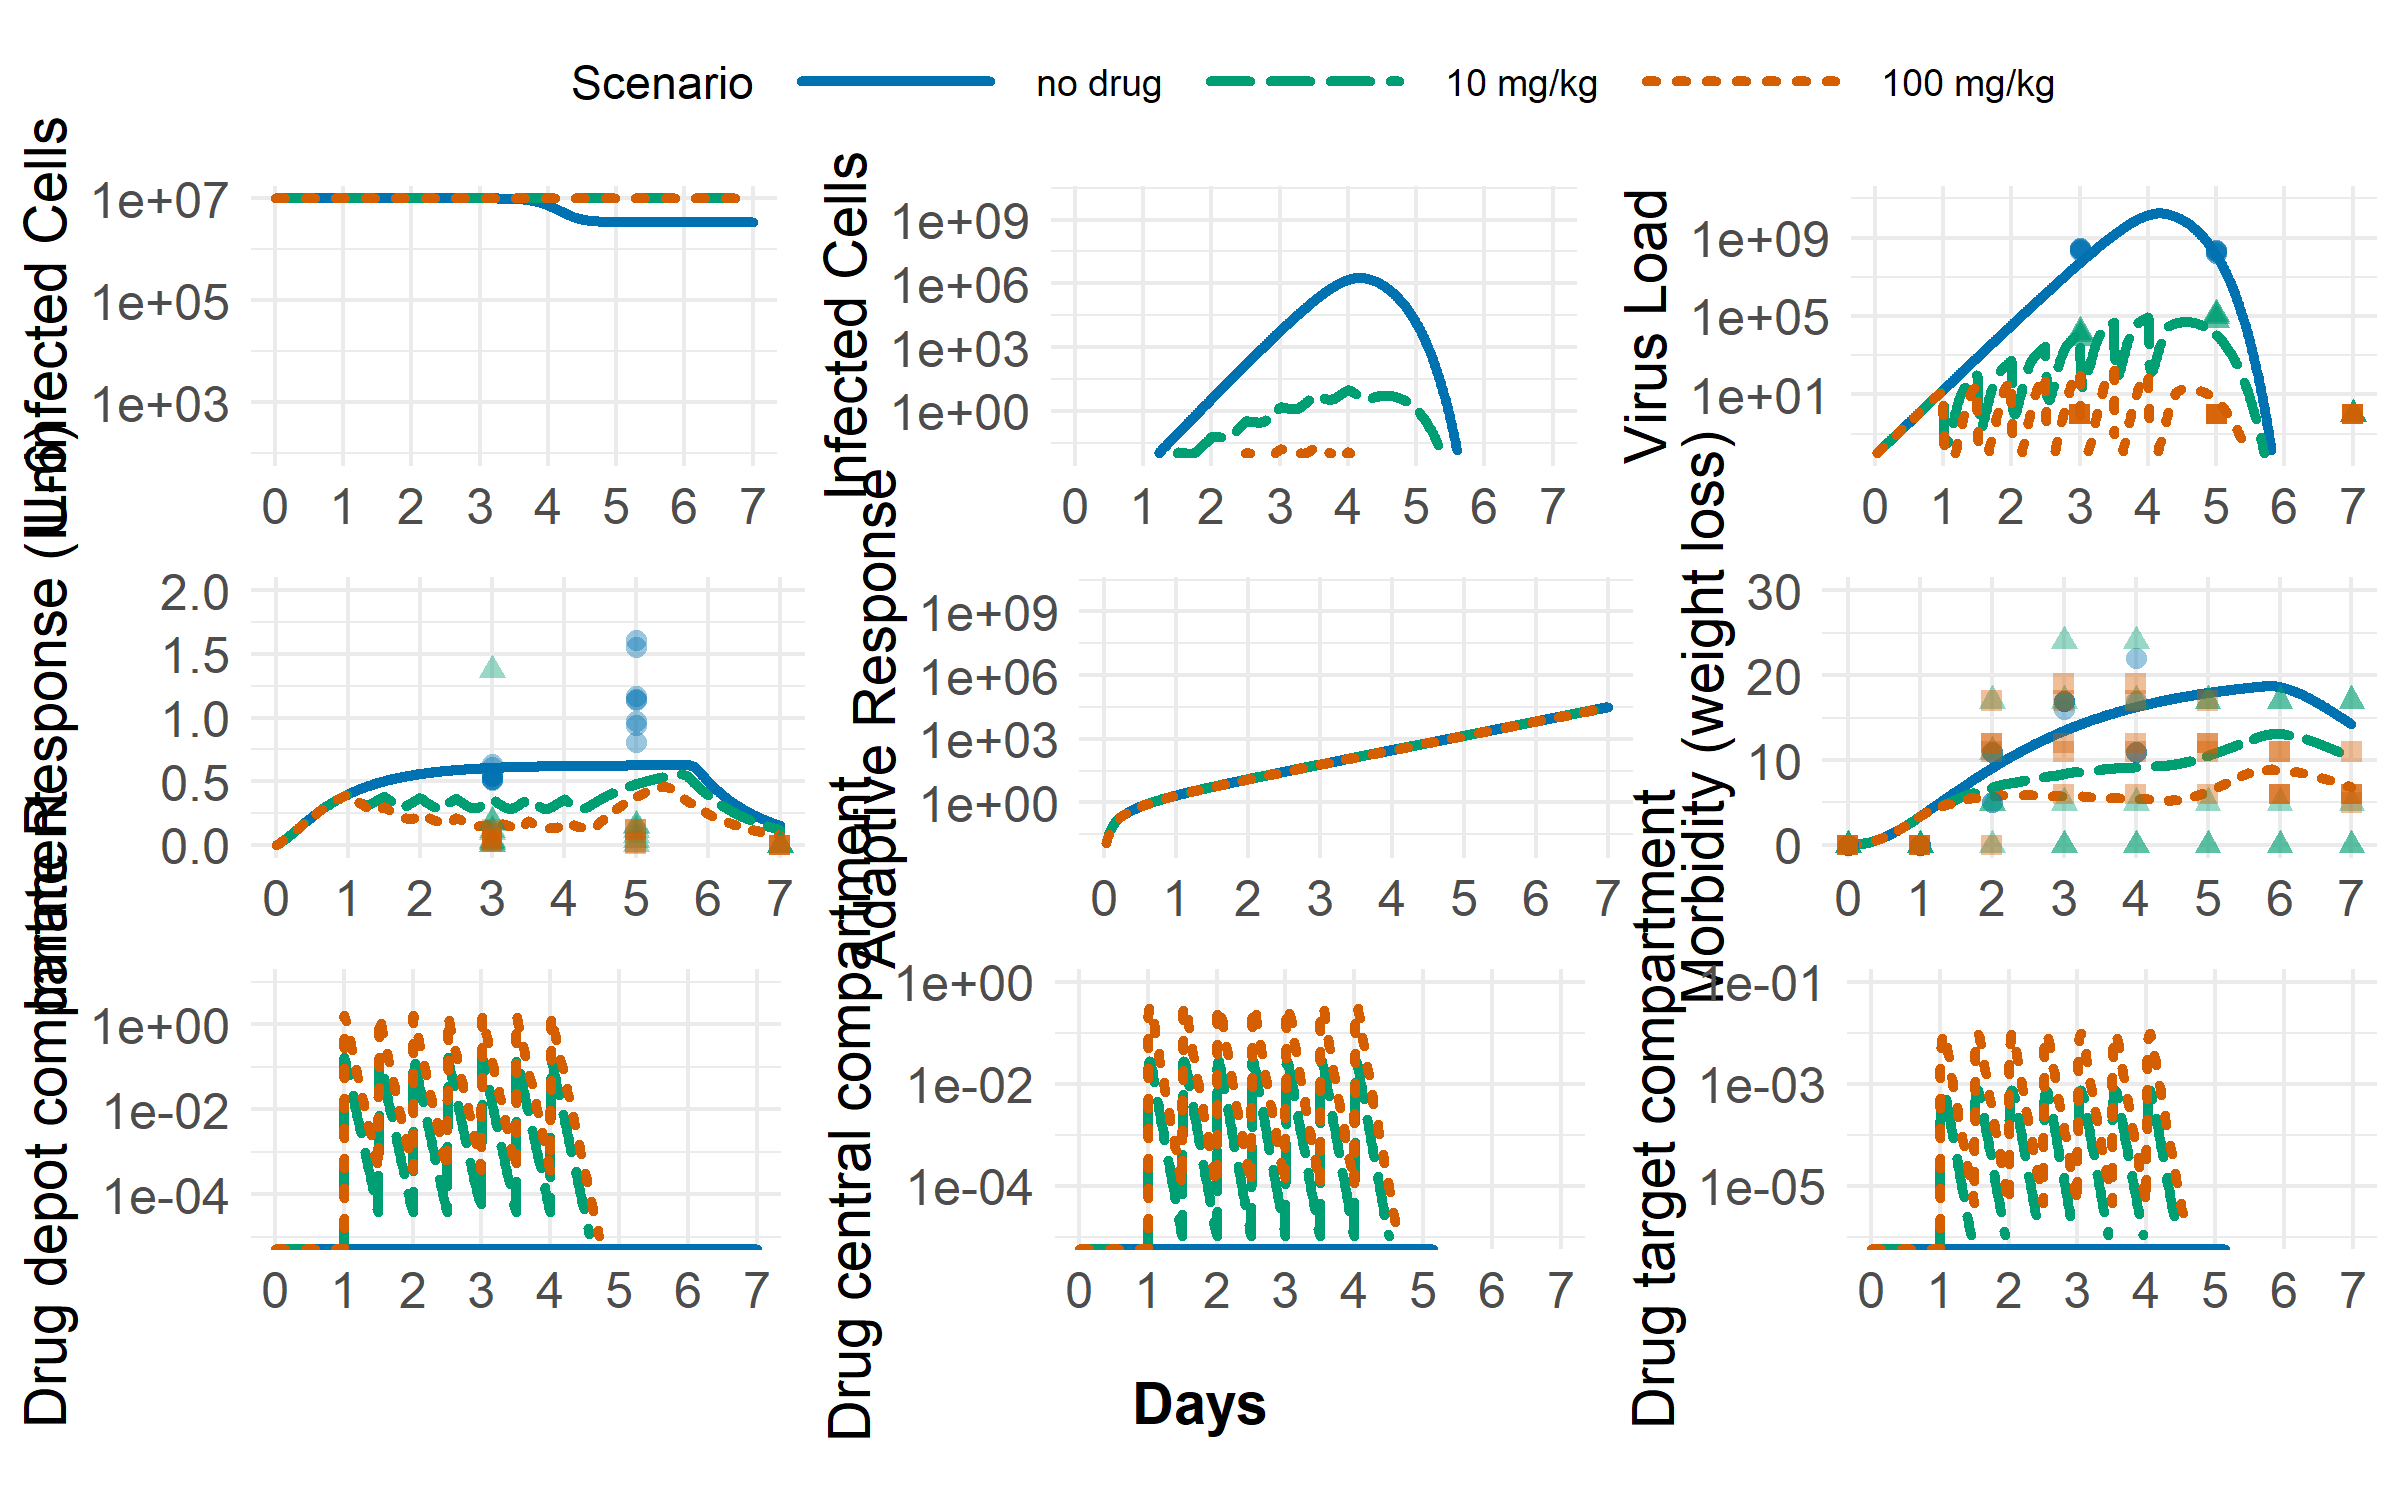 Scenario no drug 10 mg/kg 100 mg/kg
Uninfected Cells
1e+07
1e+05
1e+03
0 1 2 3 4 5 6 7
Infected Cells
1e+09
1e+06
1e+03
1e+00
0 1 2 3 4 5 6 7
Virus Load
1e+09
1e+05
1e+01
0 1 2 3 4 5 6 7
Innate Response (IL-6)
2.0
1.5
1.0
0.5
0.0
0 1 2 3 4 5 6 7
Adaptive Response
1e+09
1e+06
1e+03
1e+00
0 1 2 3 4 5 6 7
Morbidity (weight loss)
30
20
10
0
0 1 2 3 4 5 6 7
Drug depot compartment
1e+00
1e-02
1e-04
0 1 2 3 4 5 6 7
Drug central compartment
1e+00
1e-02
1e-04
0 1 2 3 4 5 6 7
Drug target compartment
1e-01
1e-03
1e-05
0 1 2 3 4 5 6 7
Days